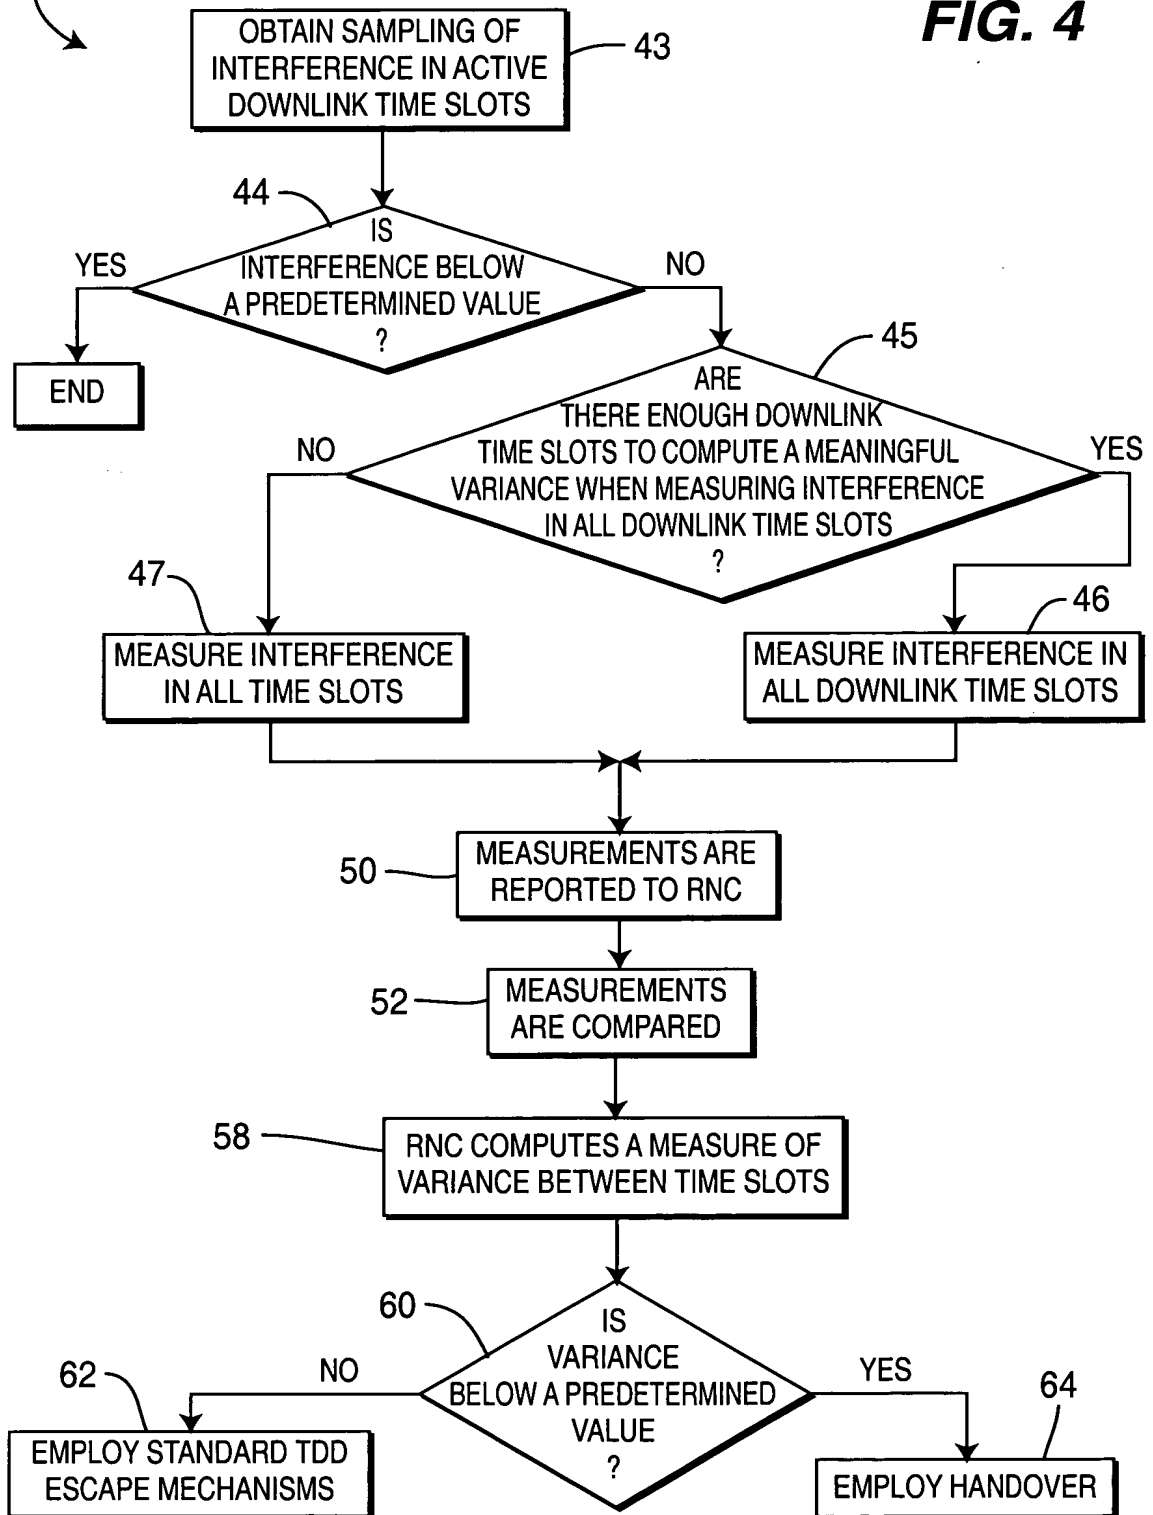 FIG. 4
OBTAIN SAMPLING OF
INTERFERENCE IN ACTIVE
DOWNLINK TIME SLOTS
43
44
IS
INTERFERENCE BELOW
A PREDETERMINED VALUE
?
YES
NO
END
45
ARE
THERE ENOUGH DOWNLINK
TIME SLOTS TO COMPUTE A MEANINGFUL
VARIANCE WHEN MEASURING INTERFERENCE
IN ALL DOWNLINK TIME SLOTS
?
NO
YES
47
MEASURE INTERFERENCE
IN ALL TIME SLOTS
46
MEASURE INTERFERENCE IN
ALL DOWNLINK TIME SLOTS
50
MEASUREMENTS ARE
REPORTED TO RNC
52
MEASUREMENTS
ARE COMPARED
58
RNC COMPUTES A MEASURE OF
VARIANCE BETWEEN TIME SLOTS
60
IS
VARIANCE
BELOW A PREDETERMINED
VALUE
?
NO
YES
62
EMPLOY STANDARD TDD
ESCAPE MECHANISMS
64
EMPLOY HANDOVER